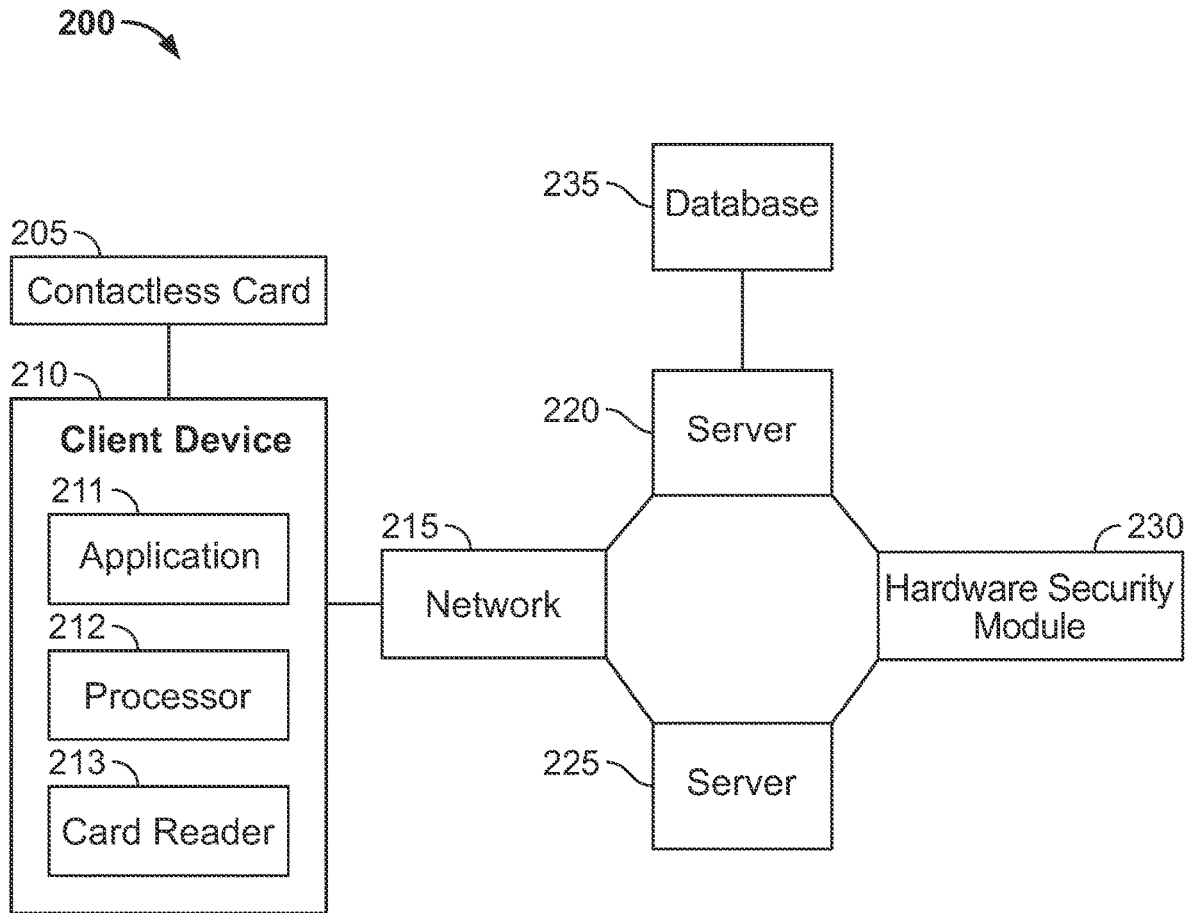 200
235
Database
205
Contactless Card
210
Client Device
220
Server
211
Application
215
Network
230
Hardware Security
Module
212
Processor
213
Card Reader
225
Server